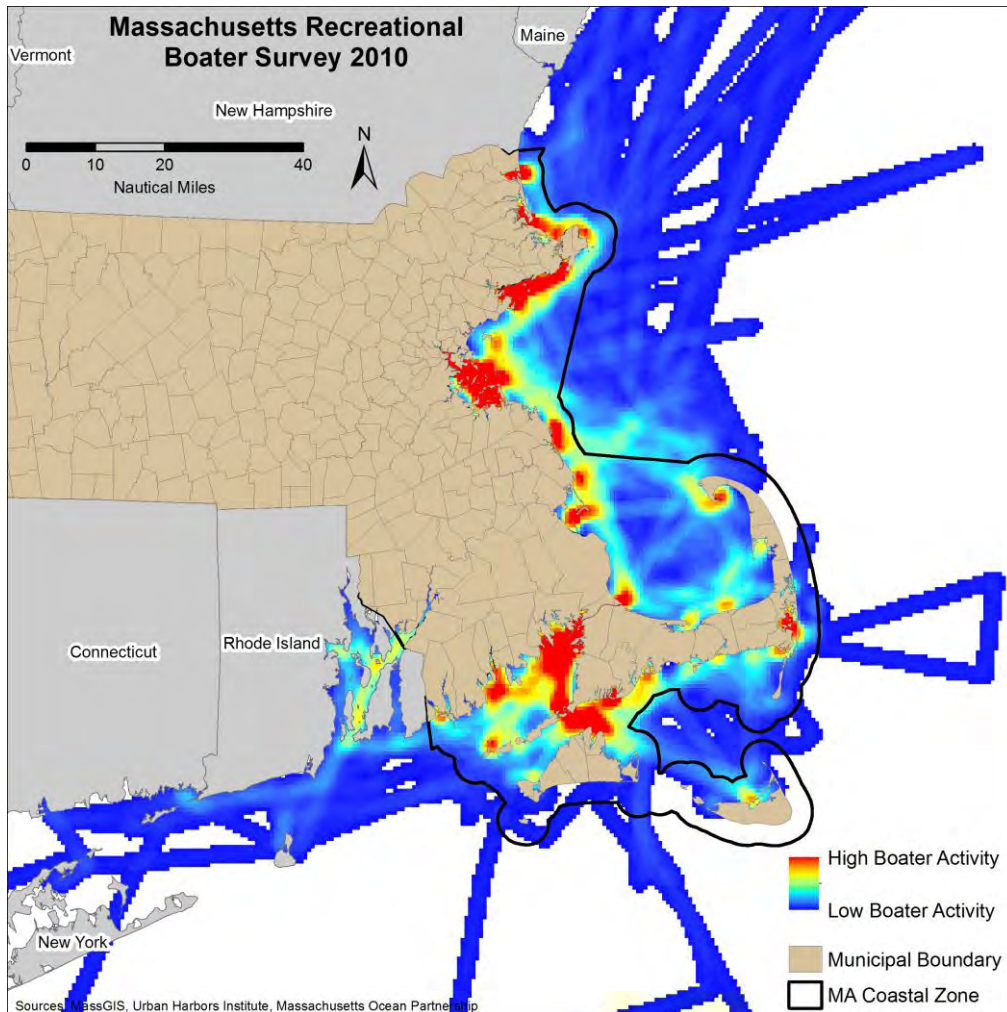 Massachusetts Recreational
Boater Survey 2010
Maine
Vermont
New Hampshire
N
0 10 20 40
Nautical Miles
Rhode Island
Connecticut
High Boater Activity
Low Boater Activity
New York
Municipal Boundary
MA Coastal Zone
Sources: MassGIS, Urban Harbors Institute, Massachusetts Ocean Partnership